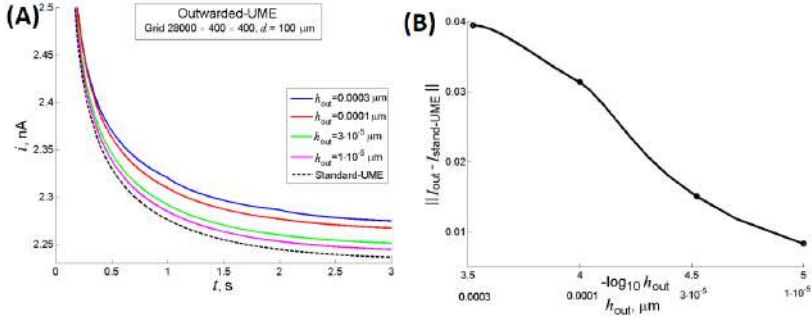 (A)
Outwarded-UME
Grid 28000 × 400 × 400, d = 100 μm
2.5
2.45
2.4
2.35
2.3
2.25
i, nA
h_out=0.0003 μm
h_out=0.0001 μm
h_out=3·10⁻⁵ μm
h_out=1·10⁻⁵ μm
Standard-UME
0 0.5 1 1.5 2 2.5 3
t, s
(B)
0.04
0.03
0.02
0.01
|| I_out - I_stand-UME ||
3.5 4 4.5 5
-log₁₀ h_out
0.0003 0.0001 3·10⁻⁵ 1·10⁻⁵
h_out, μm